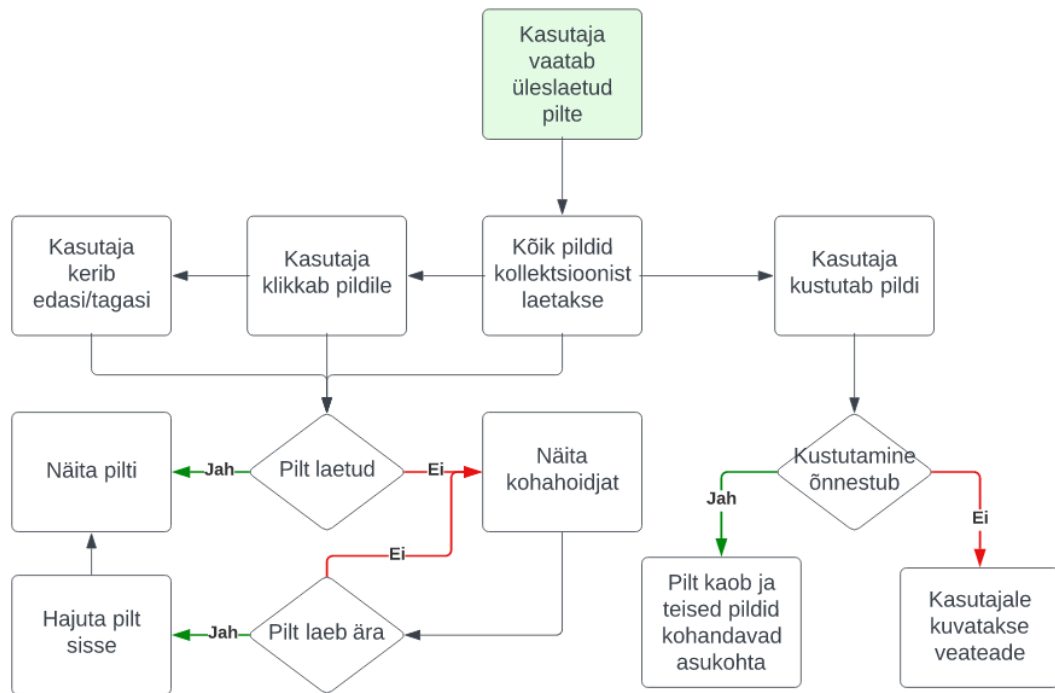 Kasutaja
vaatab
üleslaetud
pilte
Kasutaja
kerib
edasi/tagasi
Kasutaja
klikkab pildile
Kõik pildid
kollektsioonist
laetakse
Kasutaja
kustutab pildi
Näita pilti
Jah
Pilt laetud
Ei
Näita
kohahoidjat
Kustutamine
õnnestub
Jah
Ei
Ei
Hajuta pilt
sisse
Jah
Pilt laeb ära
Pilt kaob ja
teised pildid
kohandavad
asukohta
Kasutajale
kuvatakse
veateade